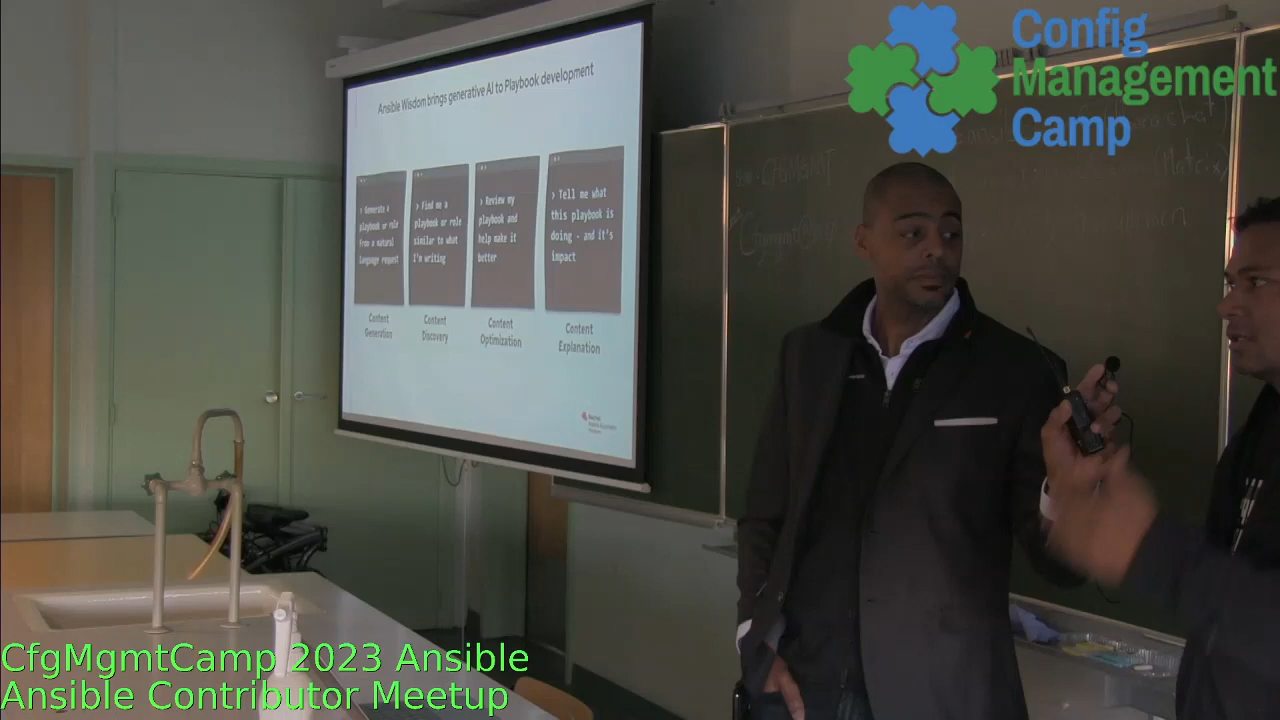 Config
Management
Camp
Ansible Wisdom brings generative AI to Playbook development
> Generate a
playbook or role
from a natural
language request
> Find me a
playbook or role
similar to what
I'm writing
> Review my
playbook and
help make it
better
> Tell me what
this playbook is
doing - and it's
impact
Content
Generation
Content
Discovery
Content
Optimization
Content
Explanation
CfgMgmtCamp 2023 Ansible
Ansible Contributor Meetup